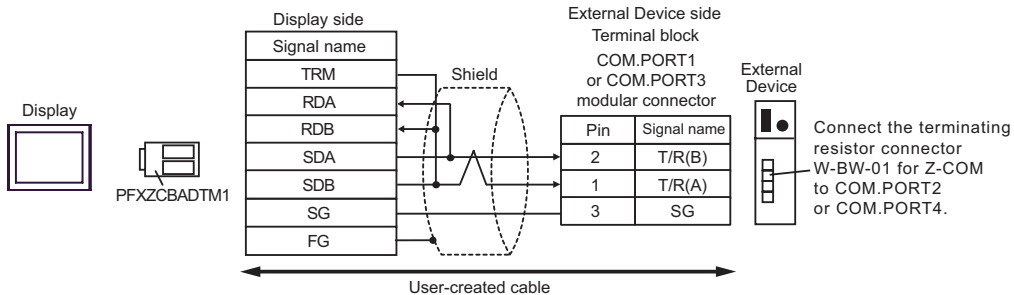 Display side
Signal name
TRM
RDA
RDB
SDA
SDB
SG
FG
Shield
External Device side
Terminal block
COM.PORT1
or COM.PORT3
modular connector
Pin Signal name
2 T/R(B)
1 T/R(A)
3 SG
External
Device
Display
PFXZCBADTM1
Connect the terminating
resistor connector
W-BW-01 for Z-COM
to COM.PORT2
or COM.PORT4.
User-created cable